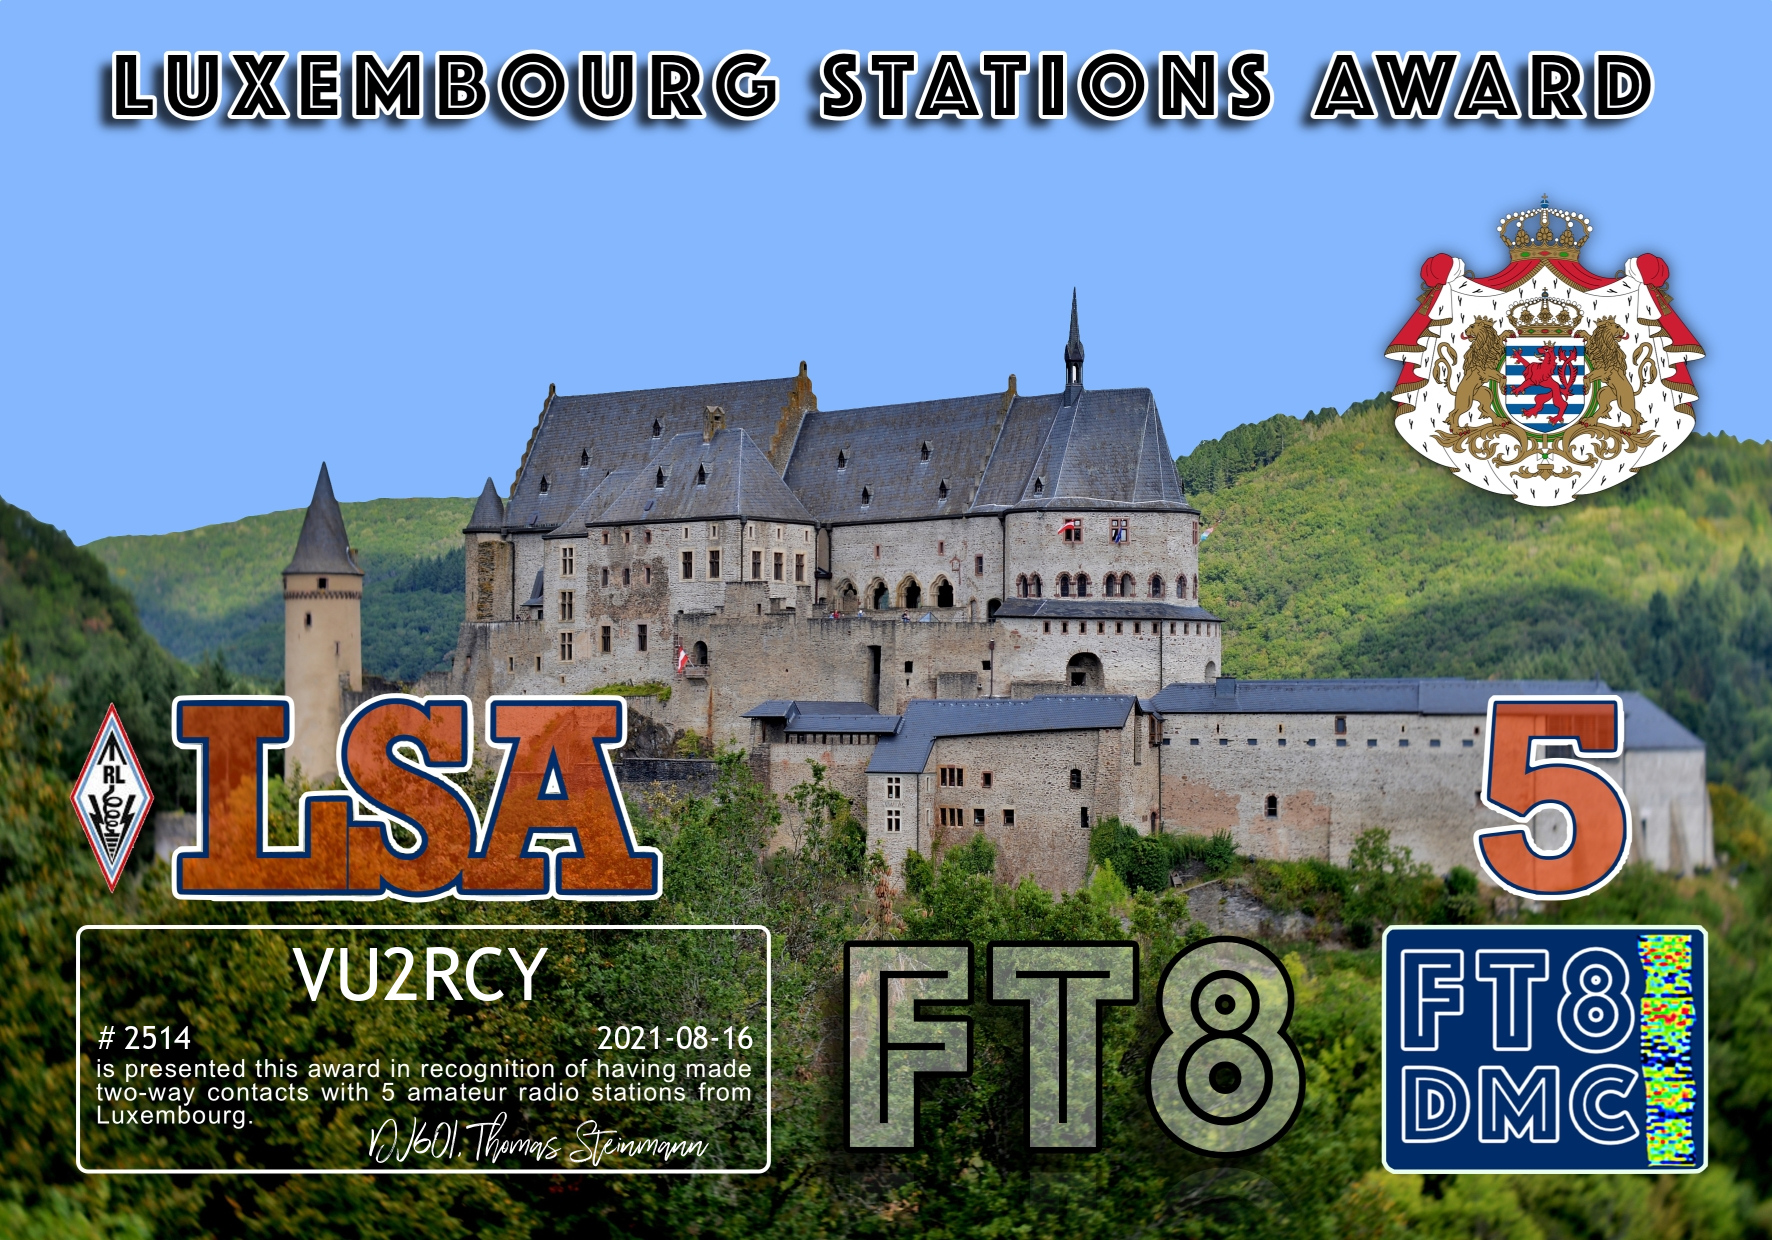 LUXEMBOURG STATIONS AWARD
RL
LSA
5
VU2RCY
# 2514 2021-08-16
is presented this award in recognition of having made
two-way contacts with 5 amateur radio stations from
Luxembourg.
DJ6OI, Thomas Steinmann
FT8
FT8
DMC